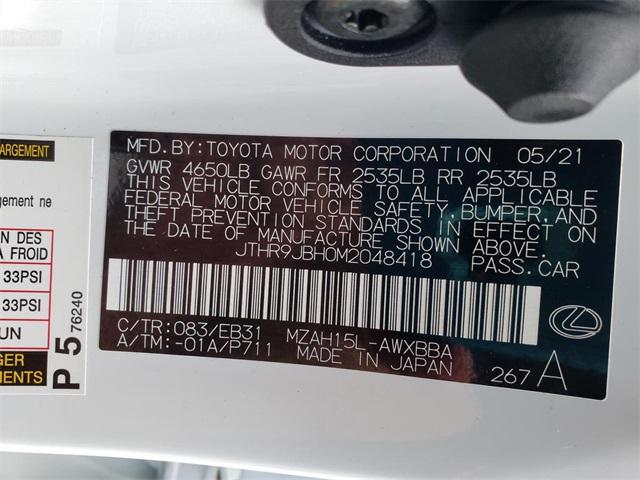 MFD.BY:TOYOTA MOTOR CORPORATION 05/21
GVWR 4650LB GAWR FR 2535LB RR 2535LB
THIS VEHICLE CONFORMS TO ALL APPLICABLE
FEDERAL MOTOR VEHICLE SAFETY,BUMPER,AND
THEFT PREVENTION STANDARDS IN EFFECT ON
THE DATE OF MANUFACTURE SHOWN ABOVE.
JTHR9JBH0M2048418 PASS.CAR
C/TR:083/EB31 MZAH15L-AWXBBA
A/TM:-01A/P711 MADE IN JAPAN
267 A
ARGEMENT
gement ne
N DES
A FROID
33PSI
33PSI
UN
GER
EMENTS
P 5 76240